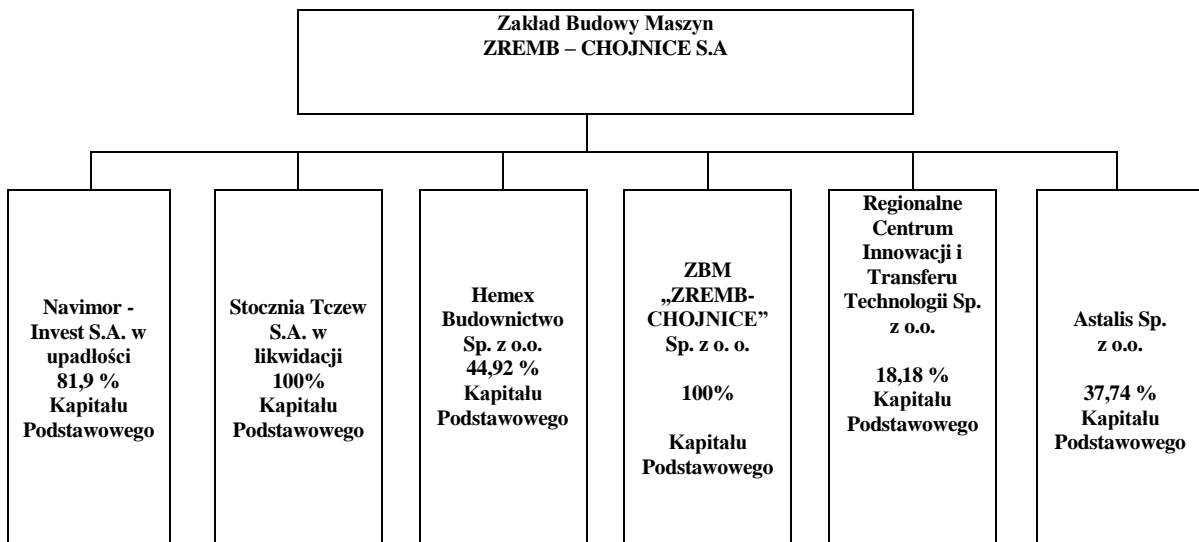 Zakład Budowy Maszyn
ZREMB – CHOJNICE S.A
Navimor -
Invest S.A. w
upadłości
81,9 %
Kapitału
Podstawowego
Stocznia Tczew
S.A. w
likwidacji
100%
Kapitału
Podstawowego
Hemex
Budownictwo
Sp. z o.o.
44,92 %
Kapitału
Podstawowego
ZBM
„ZREMB-
CHOJNICE”
Sp. z o. o.
100%
Kapitału
Podstawowego
Regionalne
Centrum
Innowacji i
Transferu
Technologii Sp.
z o.o.
18,18 %
Kapitału
Podstawowego
Astalis Sp.
z o.o.
37,74 %
Kapitału
Podstawowego